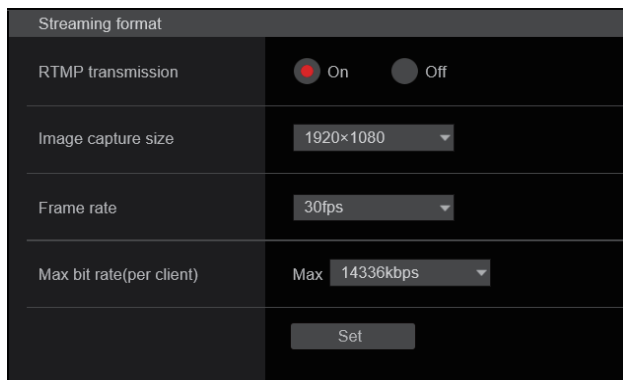 Streaming format
RTMP transmission On Off
Image capture size 1920×1080
Frame rate 30fps
Max bit rate(per client) Max 14336kbps
Set